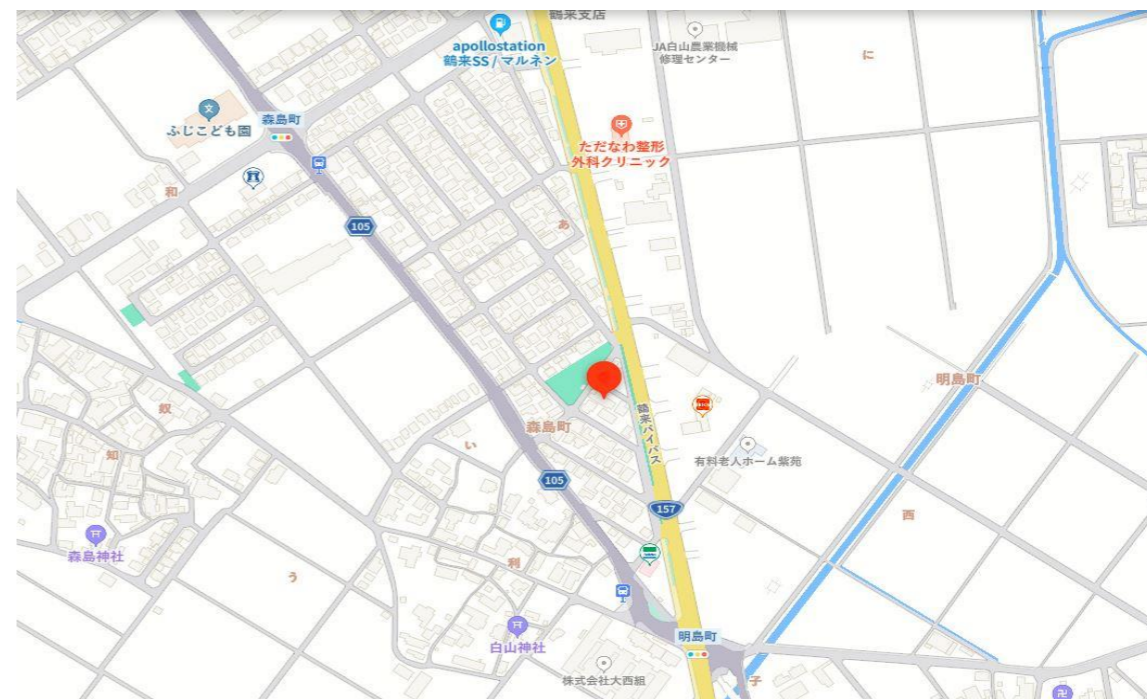 鶴来支店
apollostation
鶴来SS / マルネン
JA白山農業機械
修理センター
に
ふじこども園
森島町
ただなわ整形
外科クリニック
和
105
あ
明島町
奴
森島町
鶴来バイパス
い
知
有料老人ホーム紫苑
105
157
西
森島神社
う
利
白山神社
明島町
株式会社大西組
子